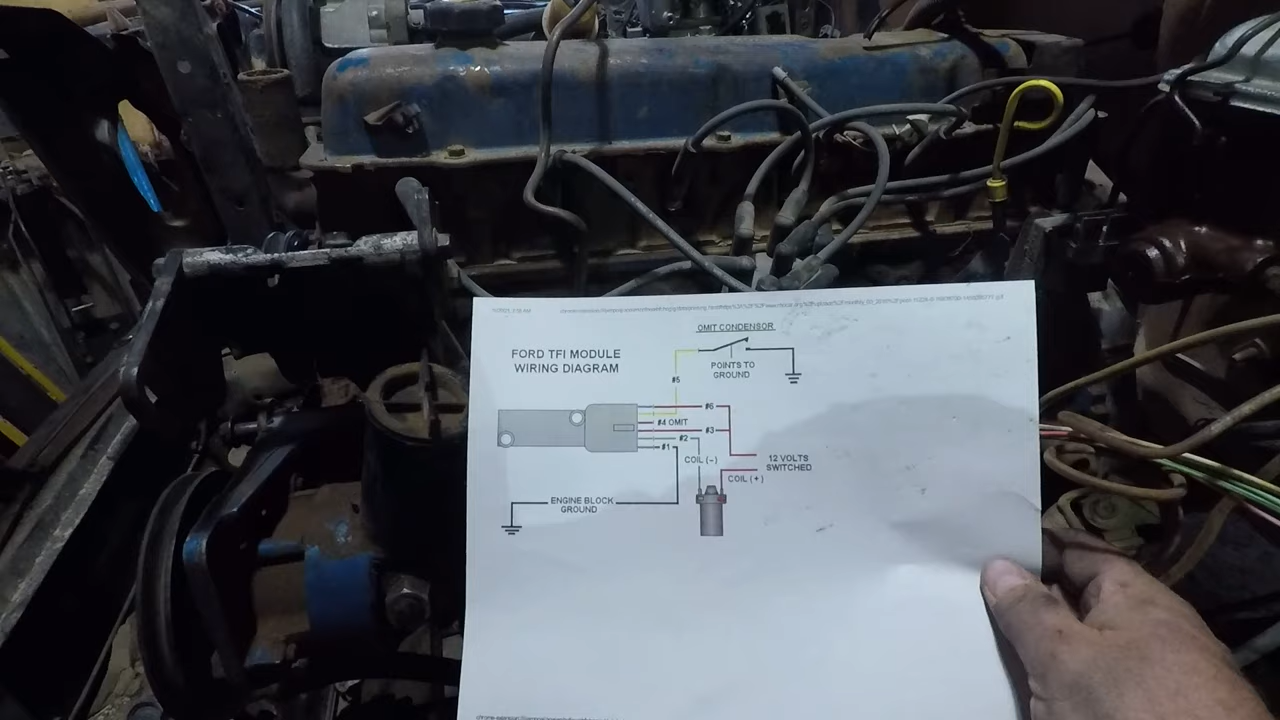 OMIT CONDENSOR
FORD TFI MODULE
WIRING DIAGRAM
POINTS TO
GROUND
#5
#6
#4 OMIT
#3
#2
#1
COIL (-)
12 VOLTS
SWITCHED
COIL (+)
ENGINE BLOCK
GROUND